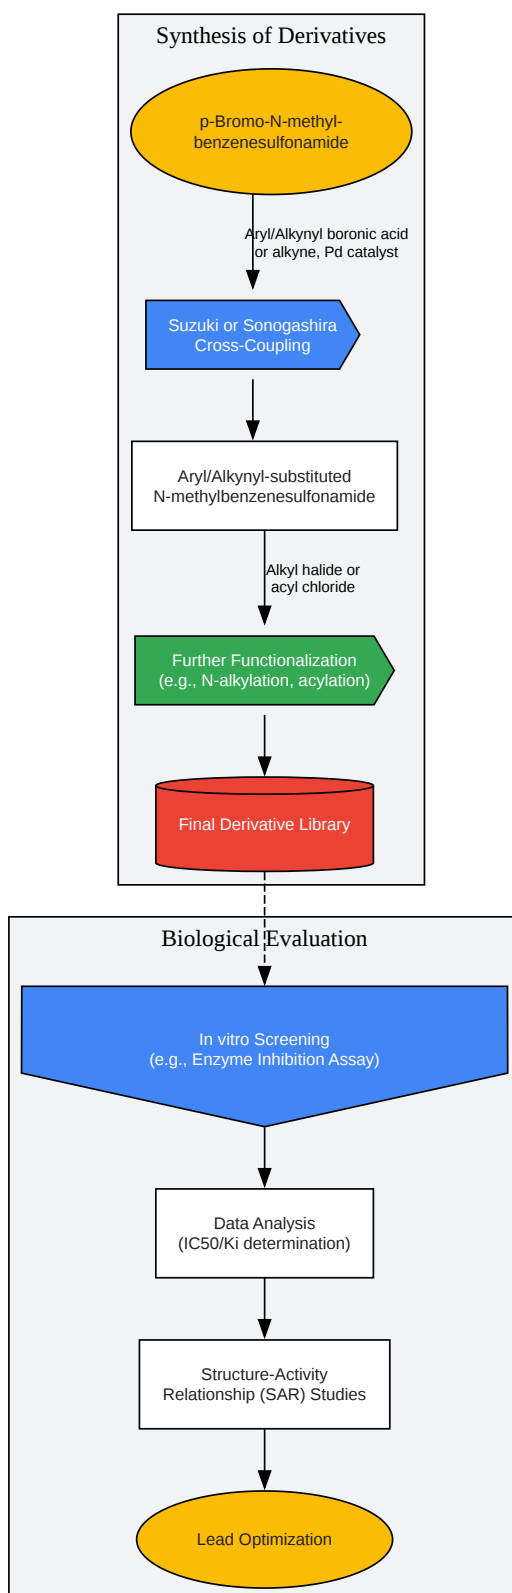 Synthesis of Derivatives
p-Bromo-N-methyl-
benzenesulfonamide
Aryl/Alkynyl boronic acid
or alkyne, Pd catalyst
Suzuki or Sonogashira
Cross-Coupling
Aryl/Alkynyl-substituted
N-methylbenzenesulfonamide
Alkyl halide or
acyl chloride
Further Functionalization
(e.g., N-alkylation, acylation)
Final Derivative Library
Biological Evaluation
In vitro Screening
(e.g., Enzyme Inhibition Assay)
Data Analysis
(IC50/Ki determination)
Structure-Activity
Relationship (SAR) Studies
Lead Optimization